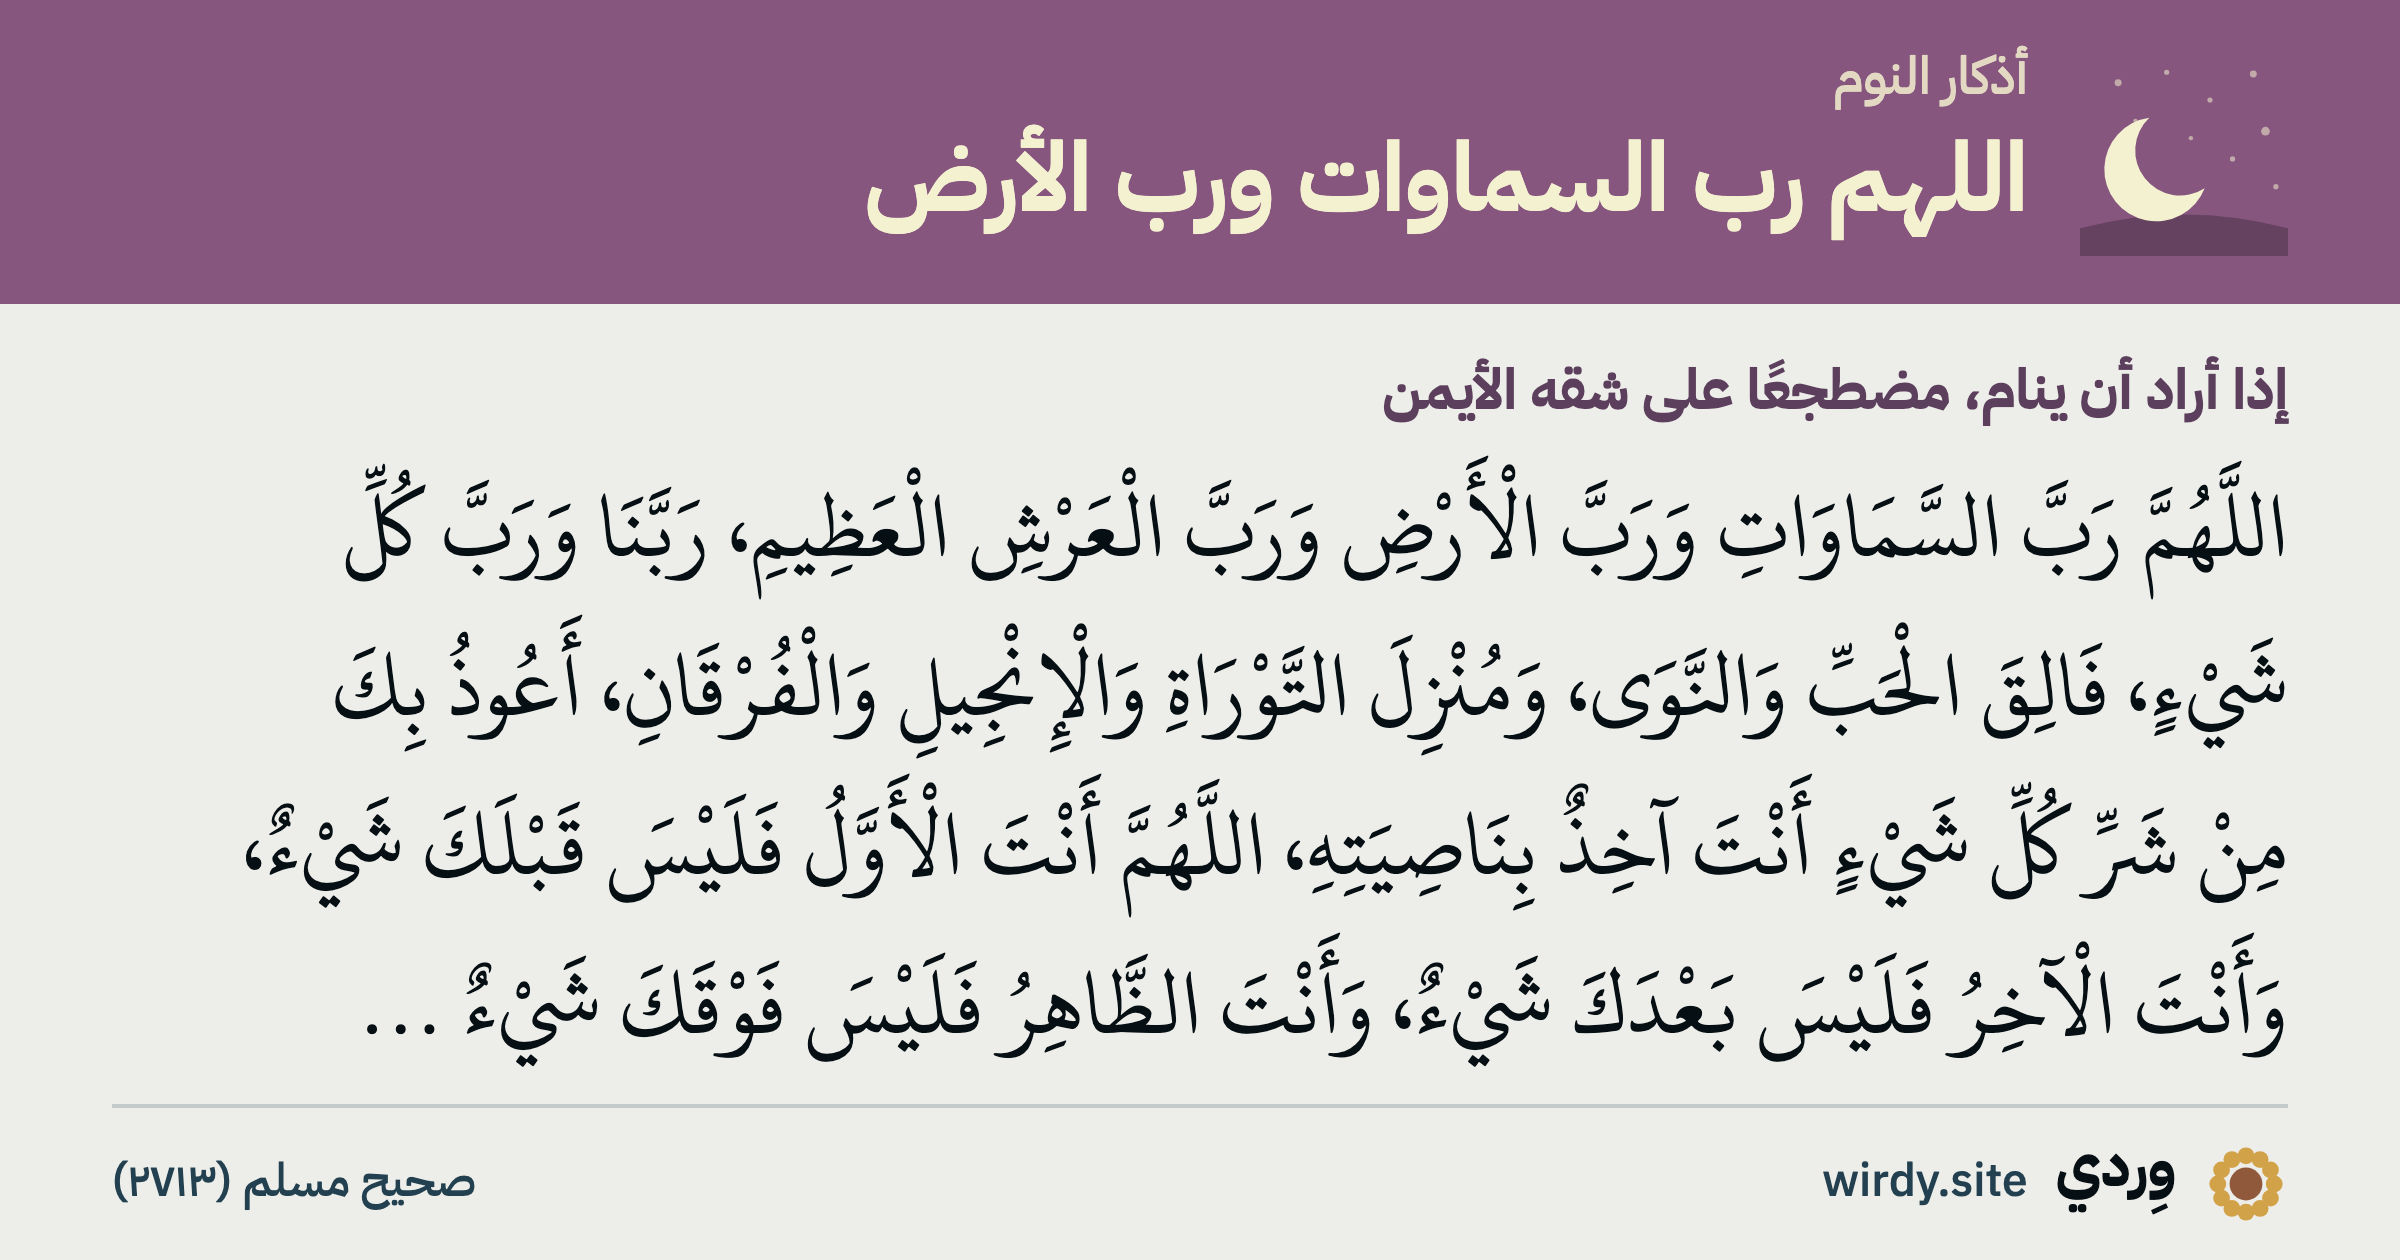 أذكار النوم
اللهم رب السماوات ورب الأرض
إذا أراد أن ينام، مضطجعًا على شقه الأيمن
اللَّهُمَّ رَبَّ السَّمَاوَاتِ وَرَبَّ الْأَرْضِ وَرَبَّ الْعَرْشِ الْعَظِيمِ، رَبَّنَا وَرَبَّ كُلِّ
شَيْءٍ، فَالِقَ الْحَبِّ وَالنَّوَى، وَمُنْزِلَ التَّوْرَاةِ وَالْإِنْجِيلِ وَالْفُرْقَانِ، أَعُوذُ بِكَ
مِنْ شَرِّ كُلِّ شَيْءٍ أَنْتَ آخِذٌ بِنَاصِيَتِهِ، اللَّهُمَّ أَنْتَ الْأَوَّلُ فَلَيْسَ قَبْلَكَ شَيْءٌ،
وَأَنْتَ الْآخِرُ فَلَيْسَ بَعْدَكَ شَيْءٌ، وَأَنْتَ الظَّاهِرُ فَلَيْسَ فَوْقَكَ شَيْءٌ ...
وِردي wirdy.site
صحيح مسلم (٢٧١٣)